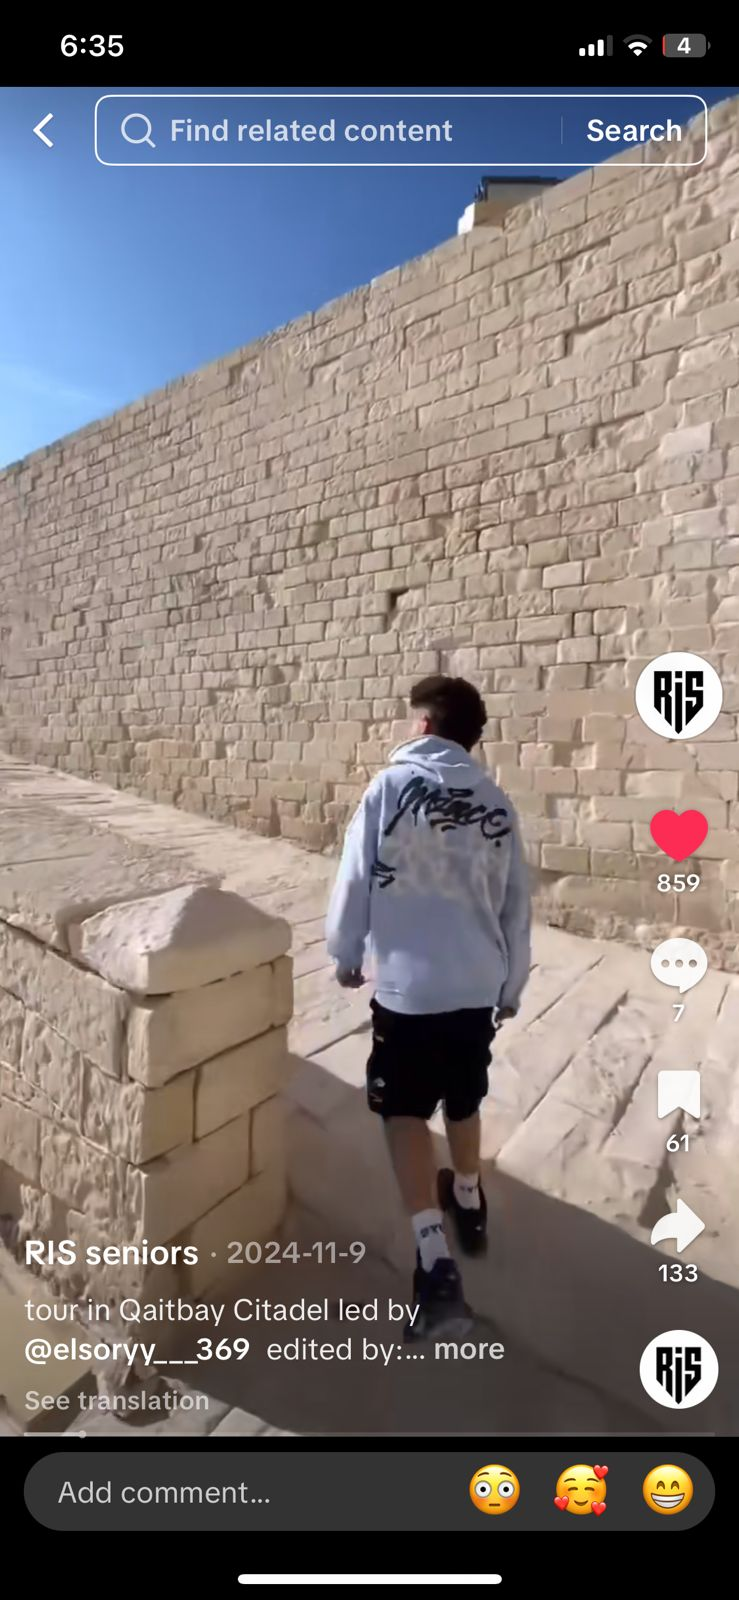 6:35
4
Find related content
Search
RIS
859
7
61
133
RIS seniors · 2024-11-9
tour in Qaitbay Citadel led by
@elsoryy___369 edited by:... more
See translation
RIS
Add comment...